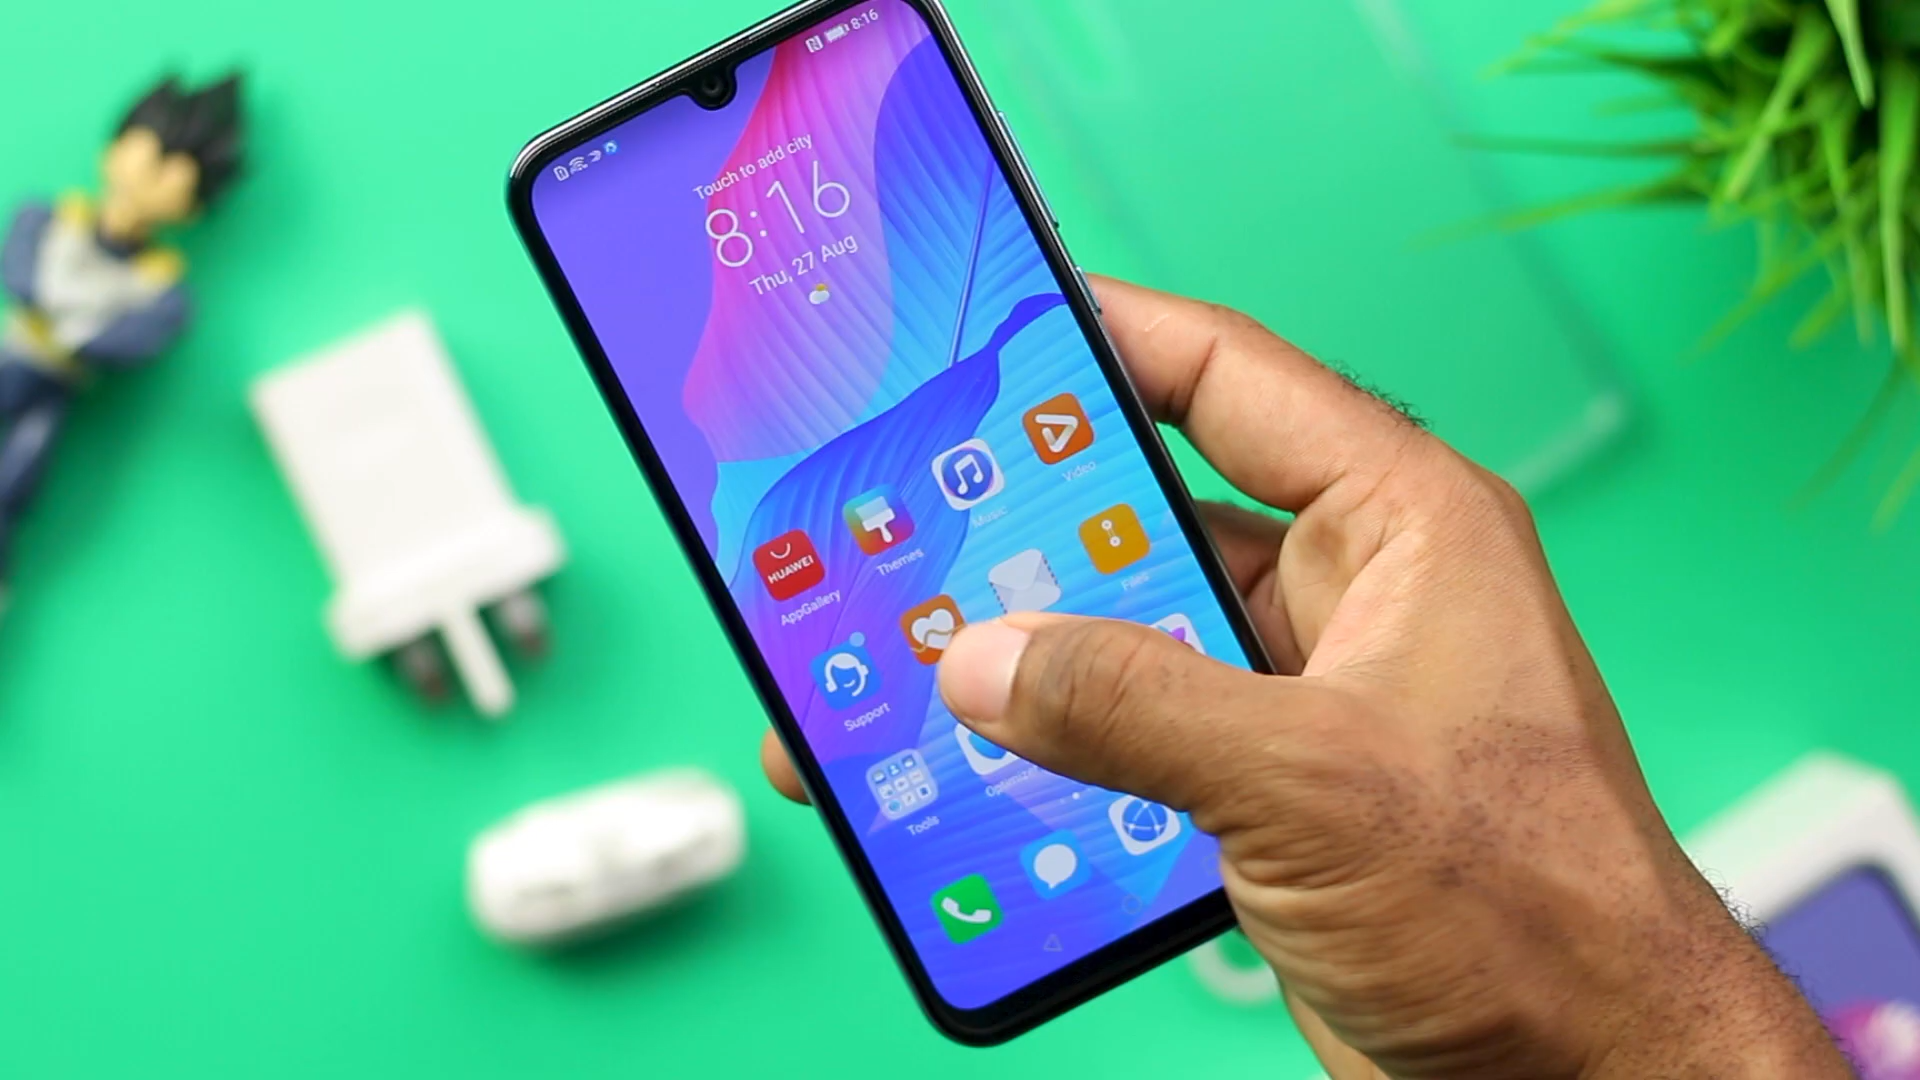 8:16
Touch to add city
8:16
Thu, 27 Aug
Video
Music
Themes
HUAWEI
AppGallery
Files
Support
Tools